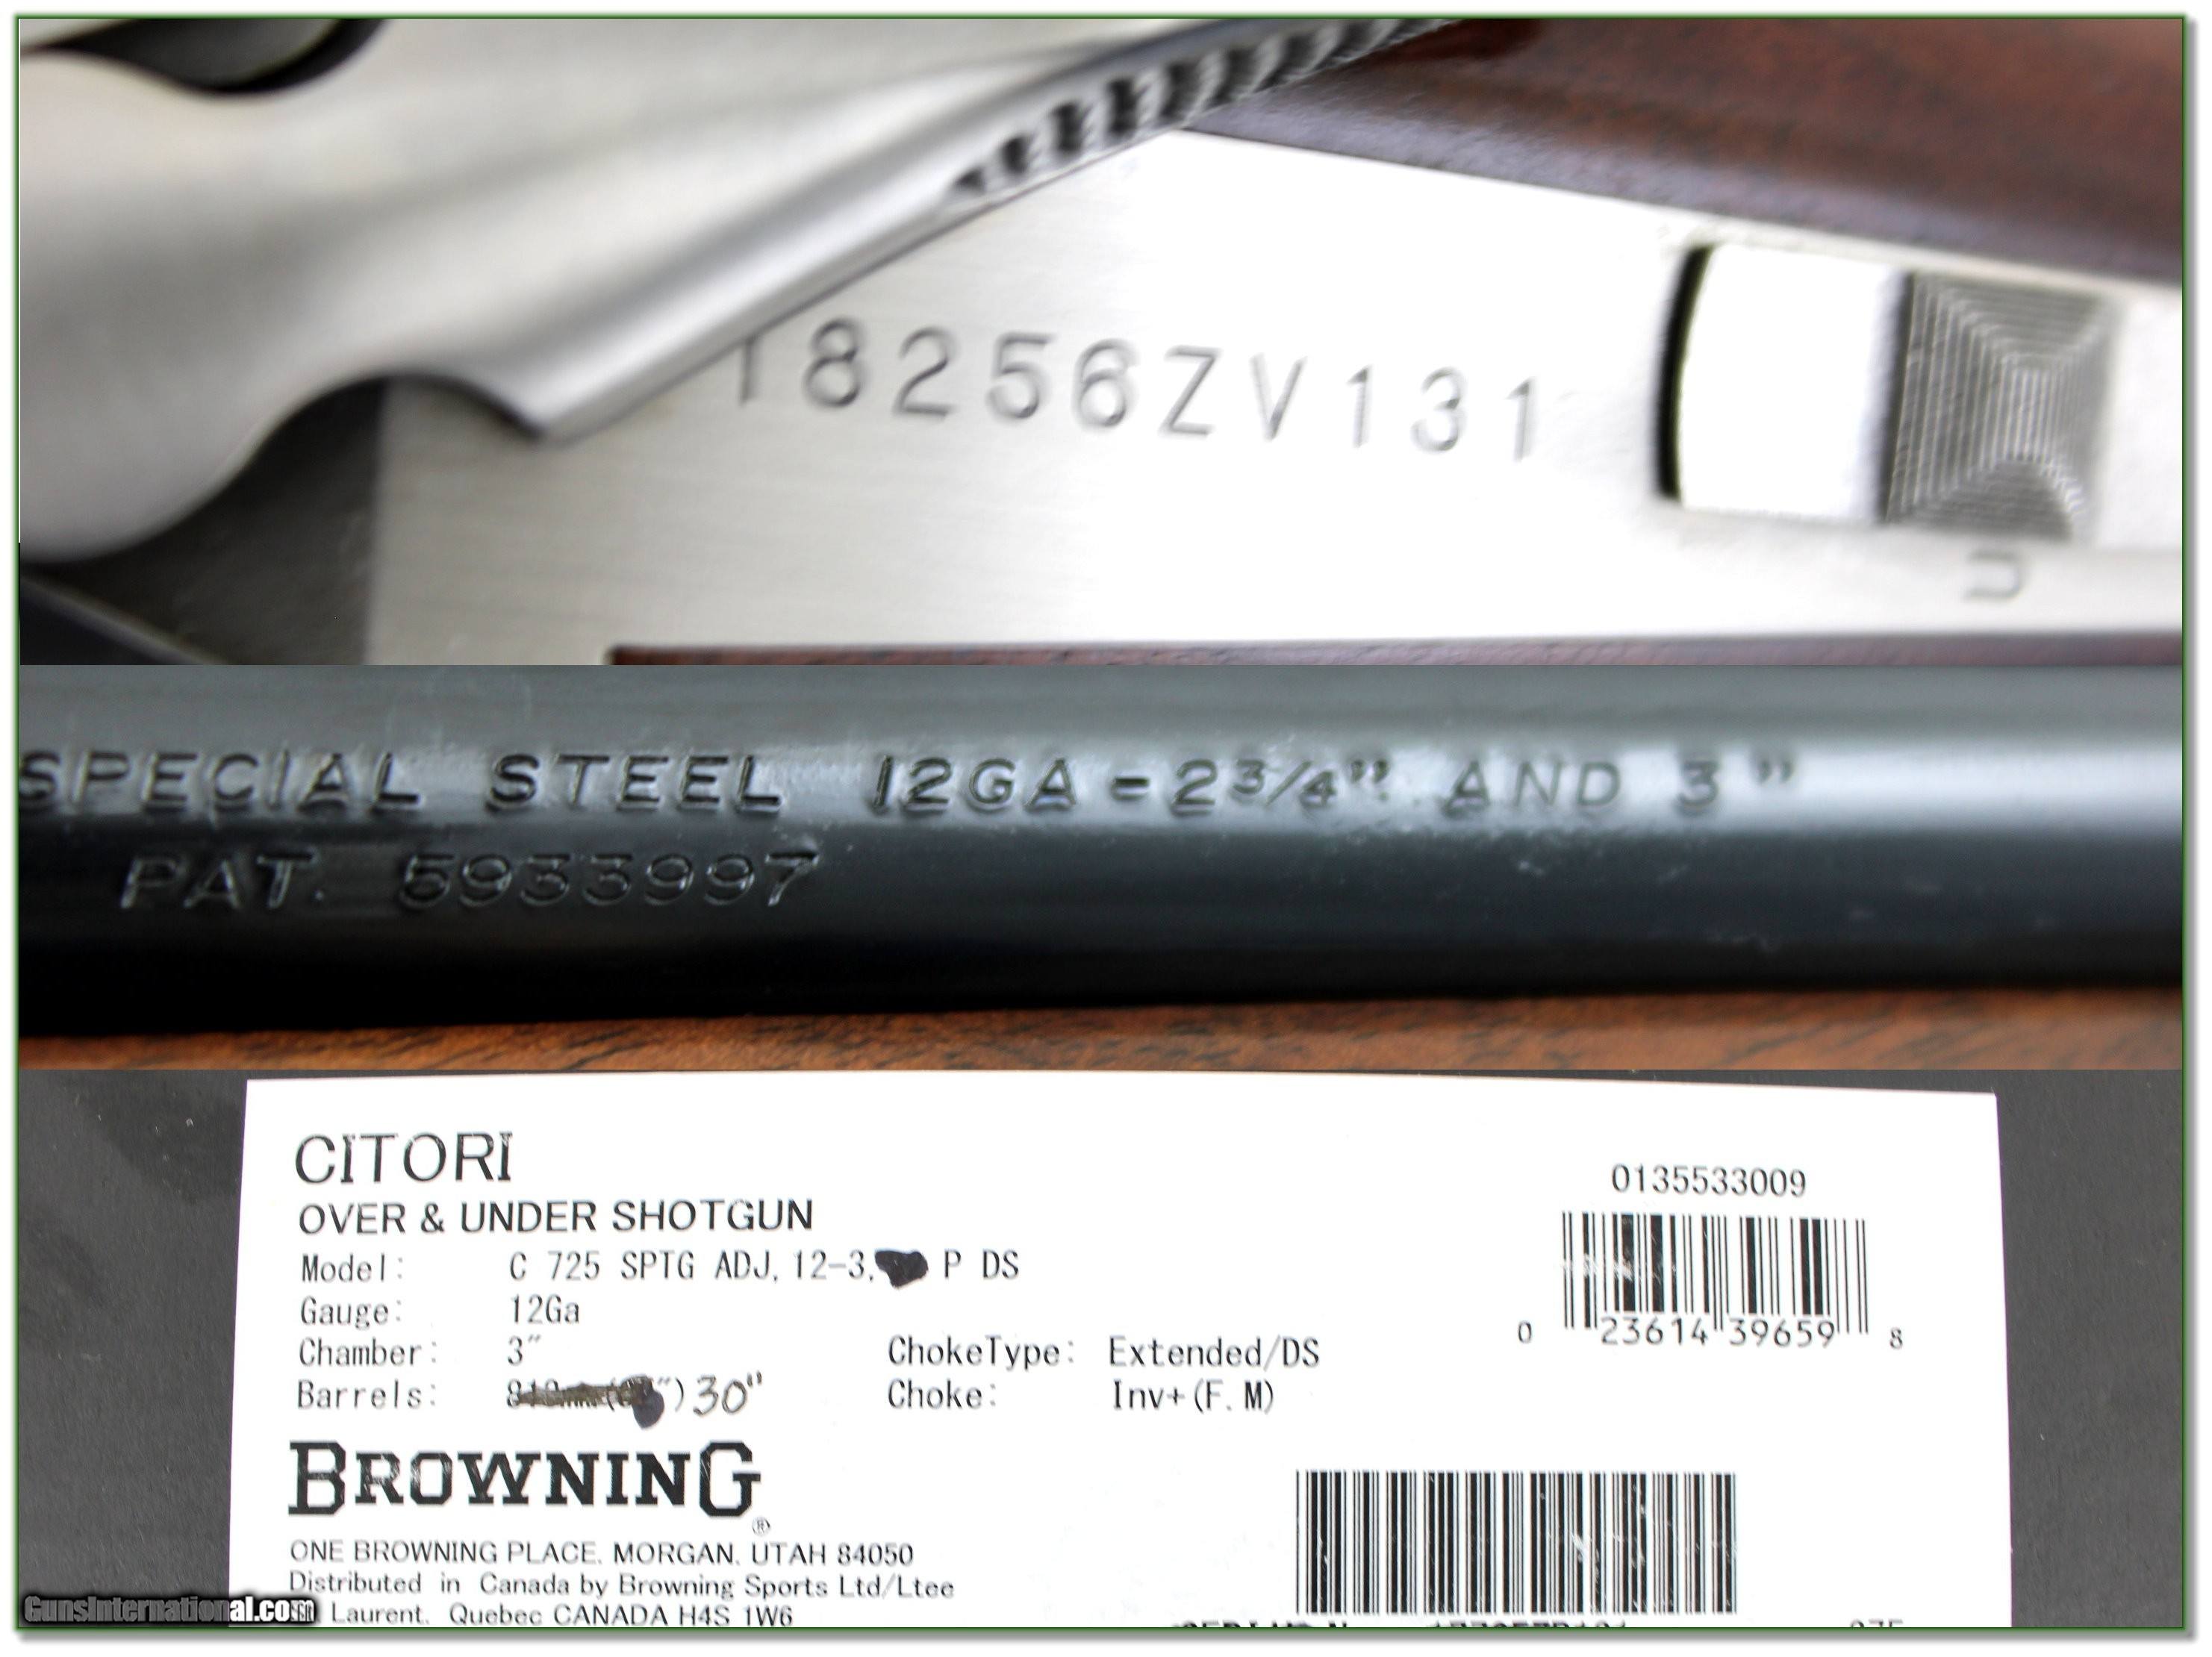 18256ZV131
U
SPECIAL STEEL 12GA-2¾" AND 3"
PAT. 5933997
CITORI
OVER & UNDER SHOTGUN
Model: C 725 SPTG ADJ, 12-3, P DS
Gauge: 12Ga
Chamber: 3"
Barrels: ) 30"
ChokeType: Extended/DS
Choke: Inv+(F.M)
0135533009
0 23614 39659 8
BROWNING
®
ONE BROWNING PLACE. MORGAN. UTAH 84050
Distributed in Canada by Browning Sports Ltd/Ltee
Laurent. Quebec CANADA H4S 1W6
GunsInternational.com